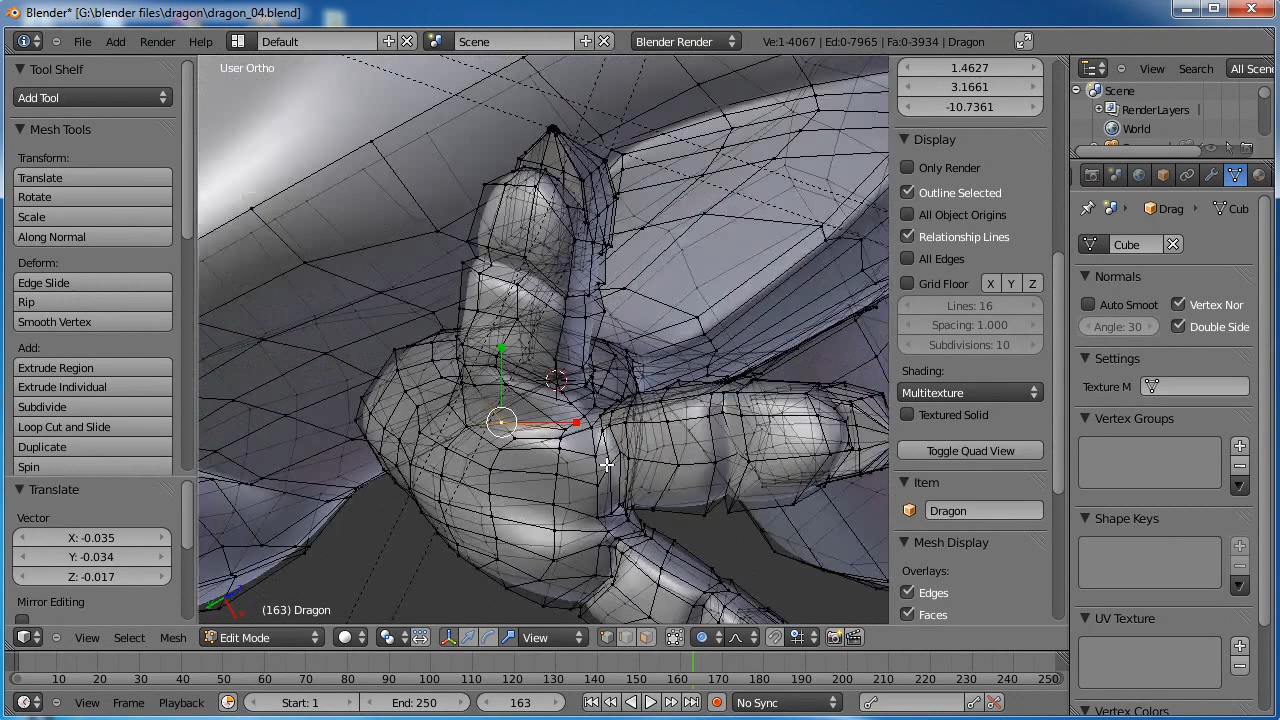 Blender* [G:\blender files\dragon\dragon_04.blend]
File Add Render Help Default Scene Blender Render Ve:1-4067 | Ed:0-7965 | Fa:0-3934 | Dragon
View Search All Scene
Tool Shelf
Add Tool
Mesh Tools
Transform:
Translate
Rotate
Scale
Along Normal
Deform:
Edge Slide
Rip
Smooth Vertex
Add:
Extrude Region
Extrude Individual
Subdivide
Loop Cut and Slide
Duplicate
Spin
Translate
Vector
X: -0.035
Y: -0.034
Z: -0.017
Mirror Editing
User Ortho
(163) Dragon
1.4627
3.1661
-10.7361
Display
Only Render
Outline Selected
All Object Origins
Relationship Lines
All Edges
Grid Floor X Y Z
Lines: 16
Spacing: 1.000
Subdivisions: 10
Shading:
Multitexture
Textured Solid
Toggle Quad View
Item
Dragon
Mesh Display
Overlays:
Edges
Faces
Scene
RenderLayers
World
Drag Cub
Cube
Normals
Auto Smoot Vertex Nor
Angle: 30 Double Side
Settings
Texture M
Vertex Groups
Shape Keys
UV Texture
Vertex Colors
View Select Mesh Edit Mode View
10 20 30 40 50 60 70 80 90 100 110 120 130 140 150 160 170 180 190 200 210 220 230 240 250
View Frame Playback Start: 1 End: 250 163 No Sync